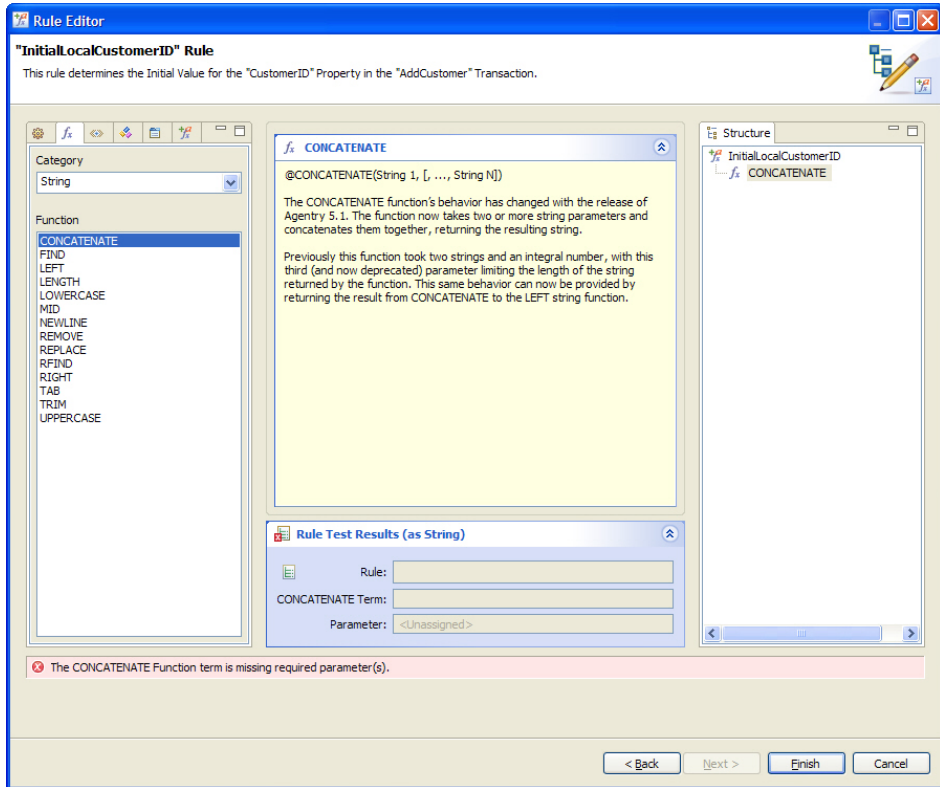 Rule Editor
"InitialLocalCustomerID" Rule
This rule determines the Initial Value for the "CustomerID" Property in the "AddCustomer" Transaction.
Category
String
Function
CONCATENATE
FIND
LEFT
LENGTH
LOWERCASE
MID
NEWLINE
REMOVE
REPLACE
RFIND
RIGHT
TAB
TRIM
UPPERCASE
fx CONCATENATE
@CONCATENATE(String 1, [, ..., String N])
The CONCATENATE function's behavior has changed with the release of
Agentry 5.1. The function now takes two or more string parameters and
concatenates them together, returning the resulting string.
Previously this function took two strings and an integral number, with this
third (and now deprecated) parameter limiting the length of the string
returned by the function. This same behavior can now be provided by
returning the result from CONCATENATE to the LEFT string function.
Rule Test Results (as String)
Rule:
CONCATENATE Term:
Parameter: <Unassigned>
Structure
InitialLocalCustomerID
fx CONCATENATE
The CONCATENATE Function term is missing required parameter(s).
< Back
Next >
Finish
Cancel